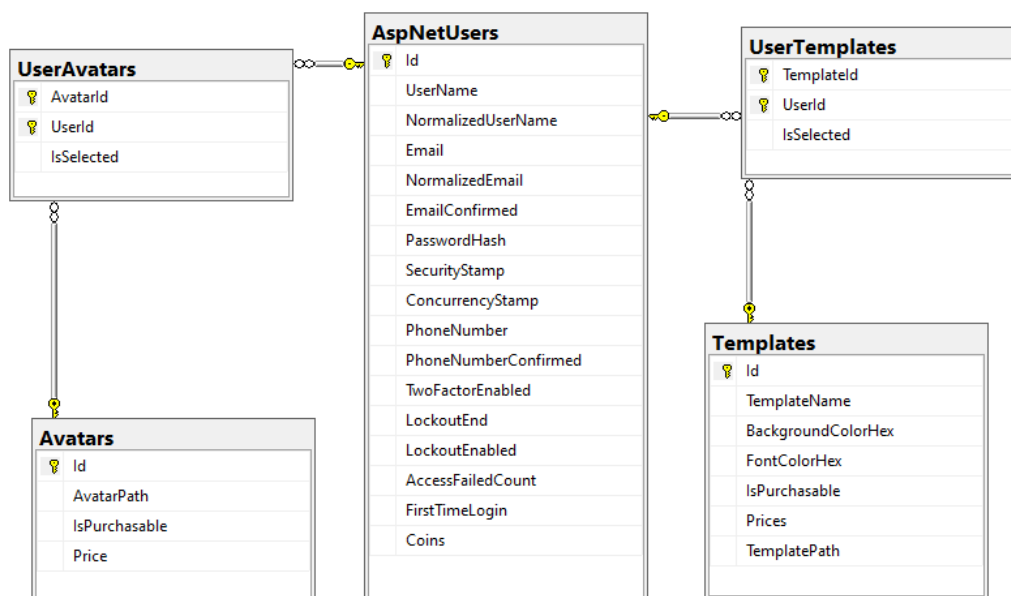 UserAvatars
AvatarId
UserId
IsSelected
AspNetUsers
Id
UserName
NormalizedUserName
Email
NormalizedEmail
EmailConfirmed
PasswordHash
SecurityStamp
ConcurrencyStamp
PhoneNumber
PhoneNumberConfirmed
TwoFactorEnabled
LockoutEnd
LockoutEnabled
AccessFailedCount
FirstTimeLogin
Coins
UserTemplates
TemplateId
UserId
IsSelected
Avatars
Id
AvatarPath
IsPurchasable
Price
Templates
Id
TemplateName
BackgroundColorHex
FontColorHex
IsPurchasable
Prices
TemplatePath